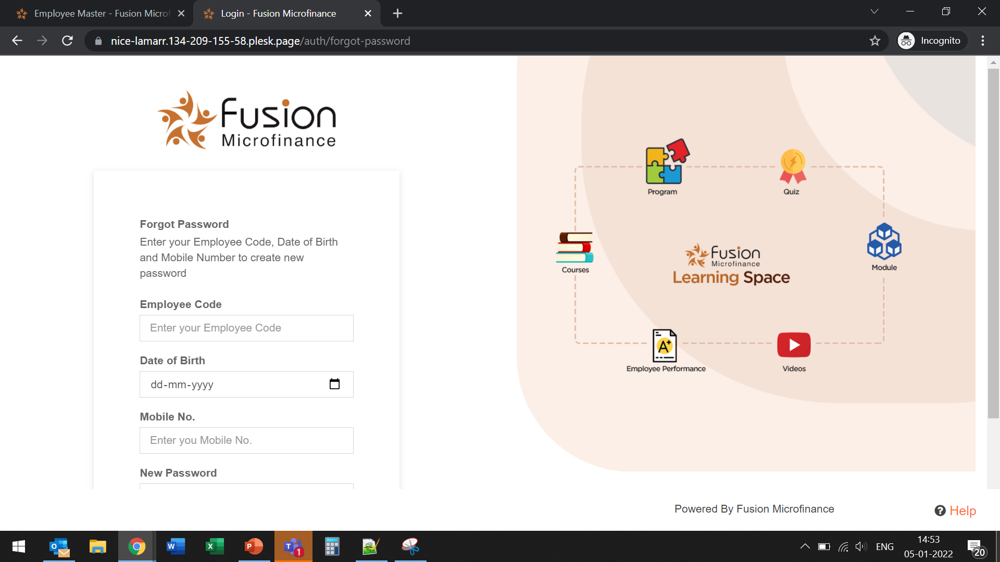 Employee Master - Fusion Microf
Login - Fusion Microfinance
nice-lamarr.134-209-155-58.plesk.page/auth/forgot-password
Incognito
Fusion
Microfinance
Forgot Password
Enter your Employee Code, Date of Birth
and Mobile Number to create new
password
Employee Code
Enter your Employee Code
Date of Birth
dd-mm-yyyy
Mobile No.
Enter you Mobile No.
New Password
Program
Quiz
Courses
Fusion
Microfinance
Learning Space
Module
A+
Employee Performance
Videos
Powered By Fusion Microfinance
? Help
O
W
X
P
T
1
ENG
14:53
05-01-2022
20